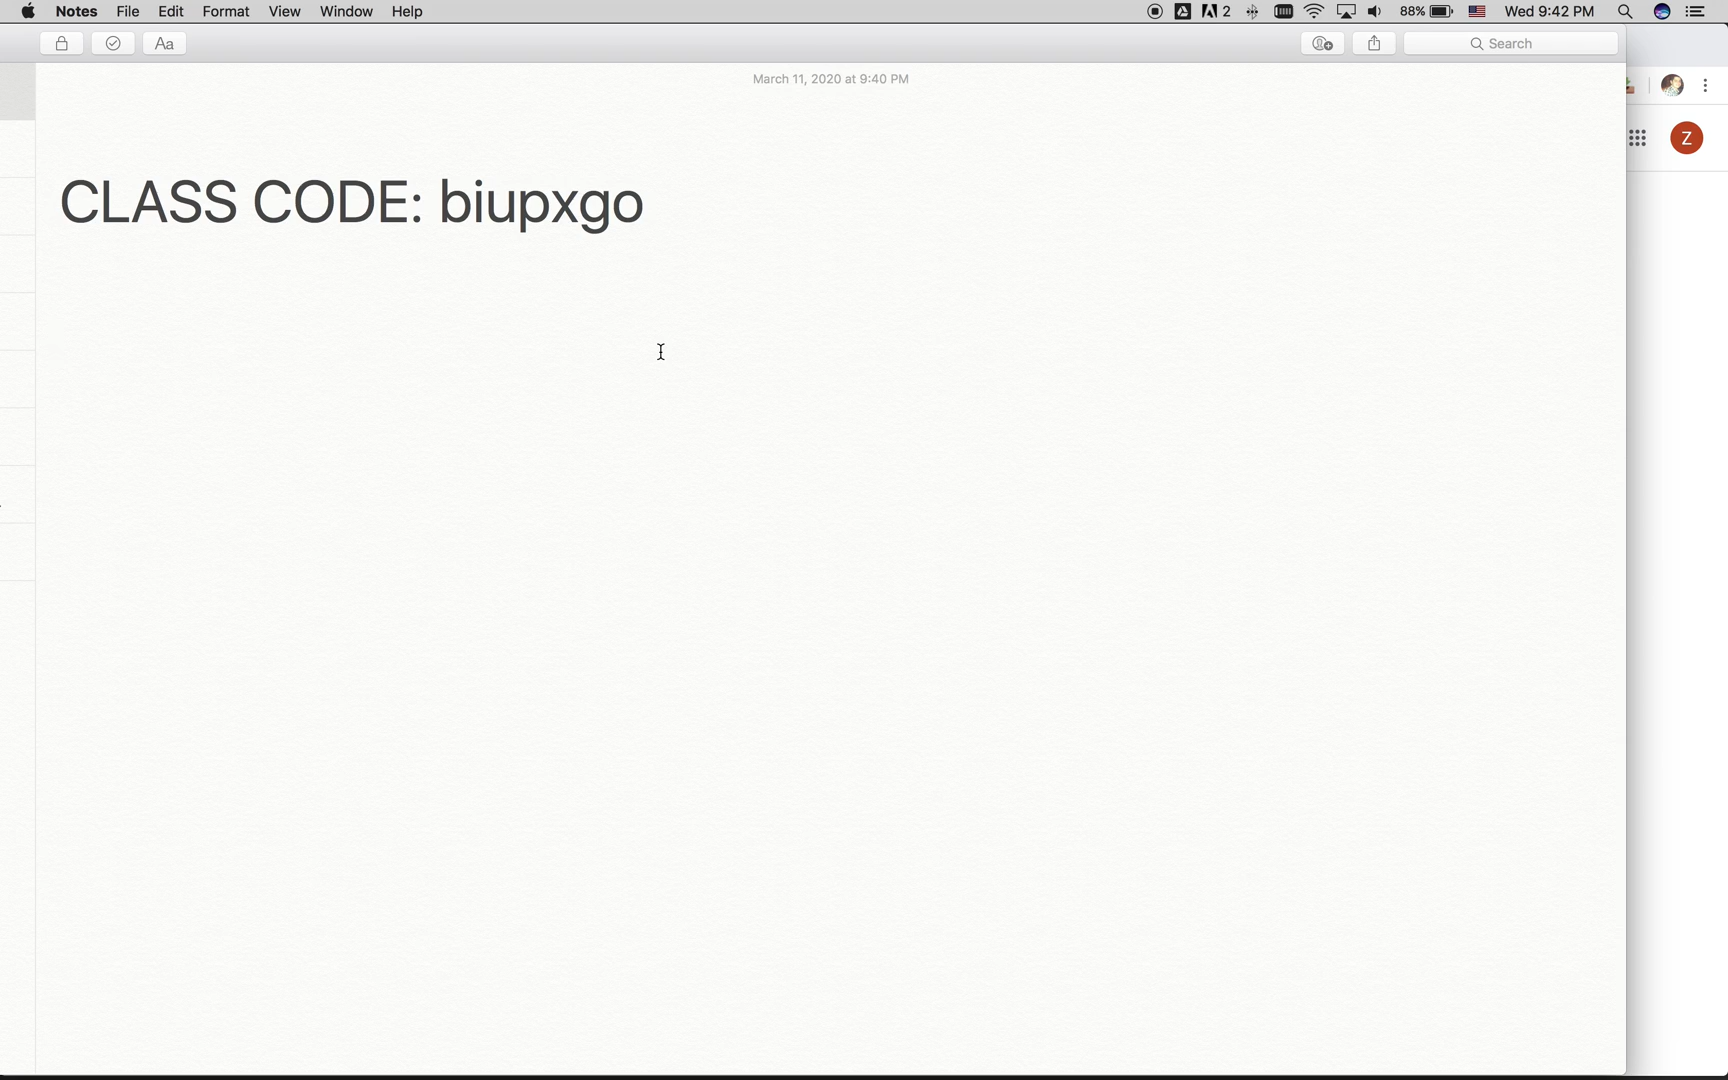 Notes File Edit Format View Window Help 2 88% Wed 9:42 PM
Aa Search
March 11, 2020 at 9:40 PM
Z
CLASS CODE: biupxgo